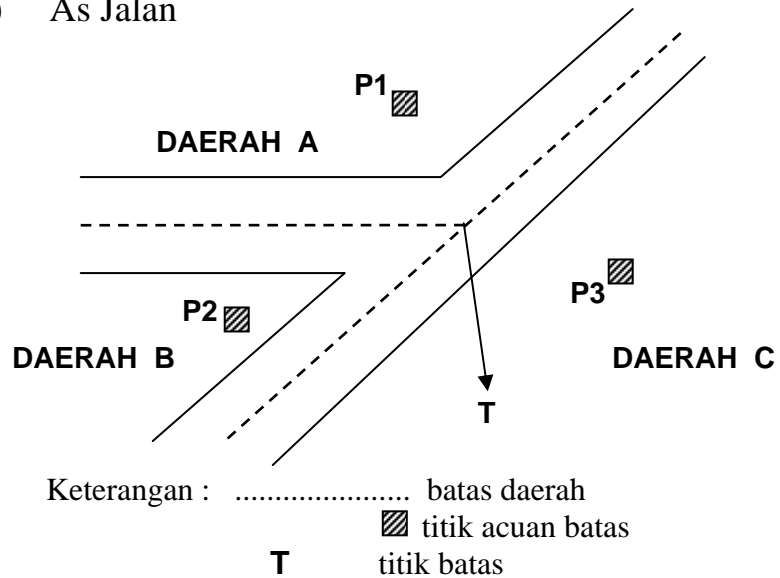 ) As Jalan
P1
DAERAH A
P2
P3
DAERAH B
DAERAH C
T
Keterangan : ...................... batas daerah
titik acuan batas
T titik batas